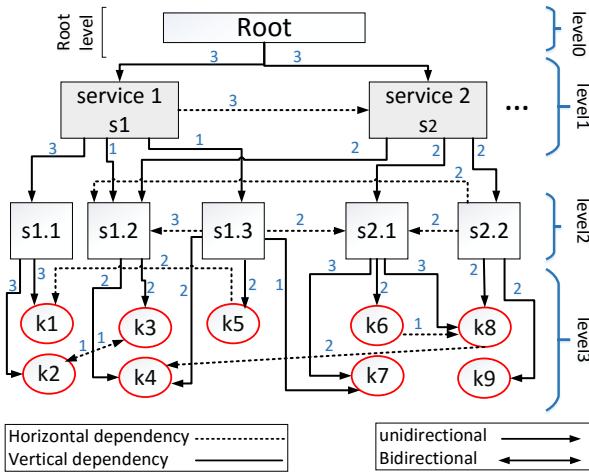 Root level
Root
level0
3 3
service 1
s1
3
service 2
s2
...
level1
3 1 1 2 2 2
2
s1.1
s1.2
3
s1.3
2
s2.1
2
s2.2
level2
3 3 2 2 2 2 2 1 2 2 3 2 2
k1
k3
k5
k6
1
k8
1 1
2
k2
k4
k7
k9
level3
Horizontal dependency
Vertical dependency
unidirectional
Bidirectional